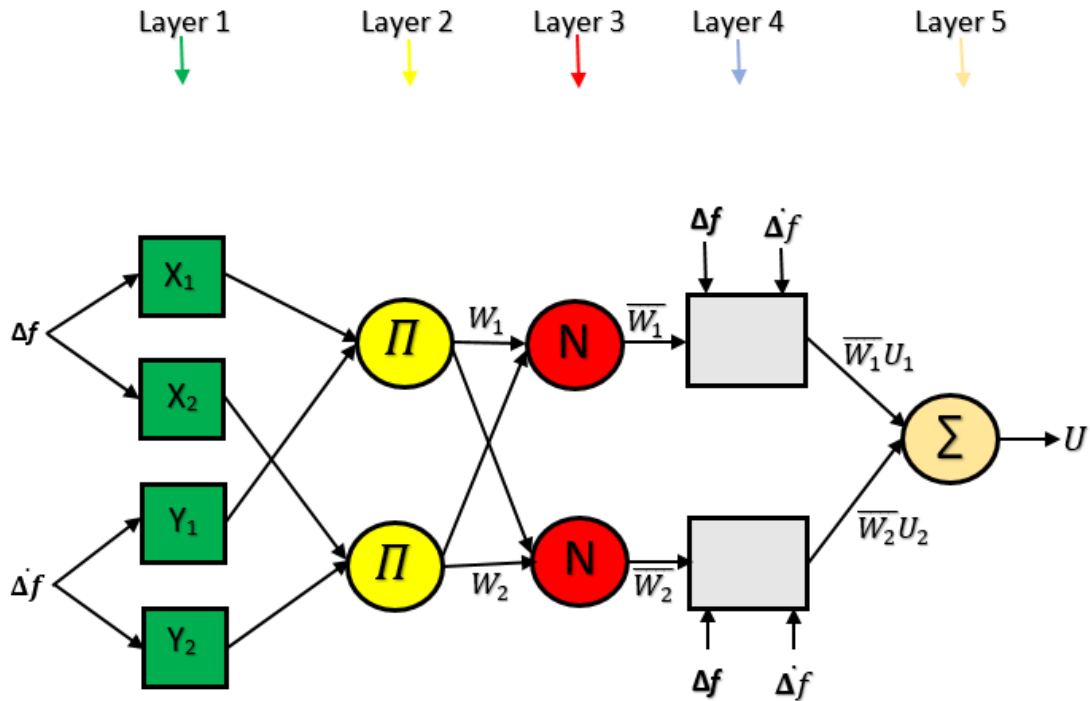 Layer 1 Layer 2 Layer 3 Layer 4 Layer 5
Δf Δ̇f
X₁
Δf
W₁
Π
N
W̅₁
W̅₁U₁
X₂
Σ
U
Y₁
W̅₂U₂
Δ̇f
Π
N
W₂
W̅₂
Y₂
Δf Δ̇f